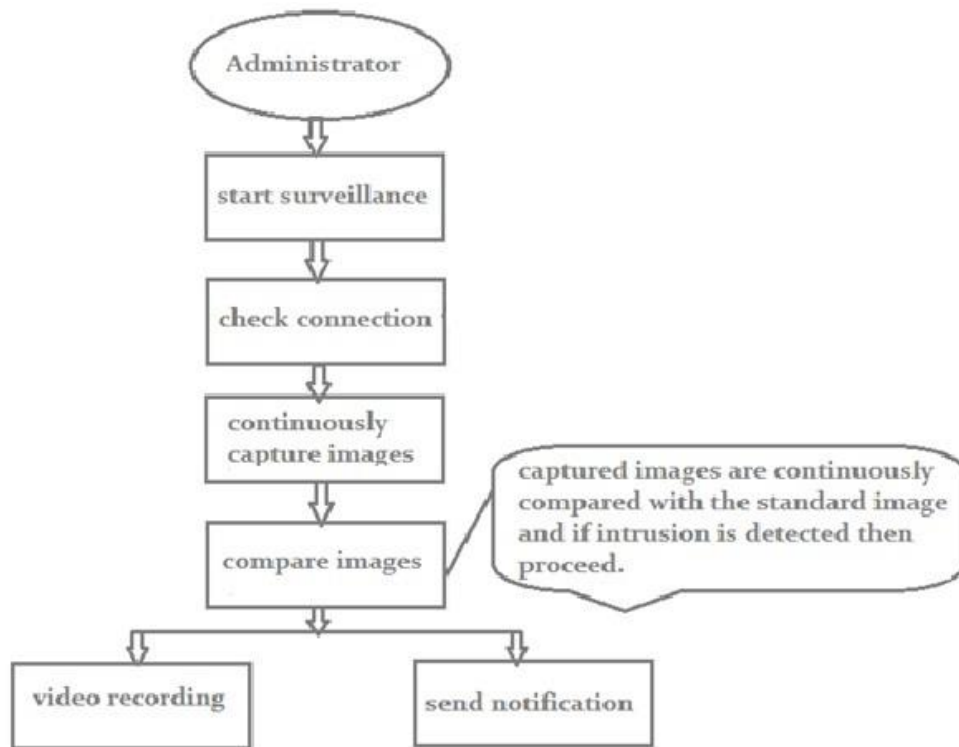 Administrator
start surveillance
check connection
continuously
capture images
captured images are continuously
compared with the standard image
and if intrusion is detected then
proceed.
compare images
video recording
send notification